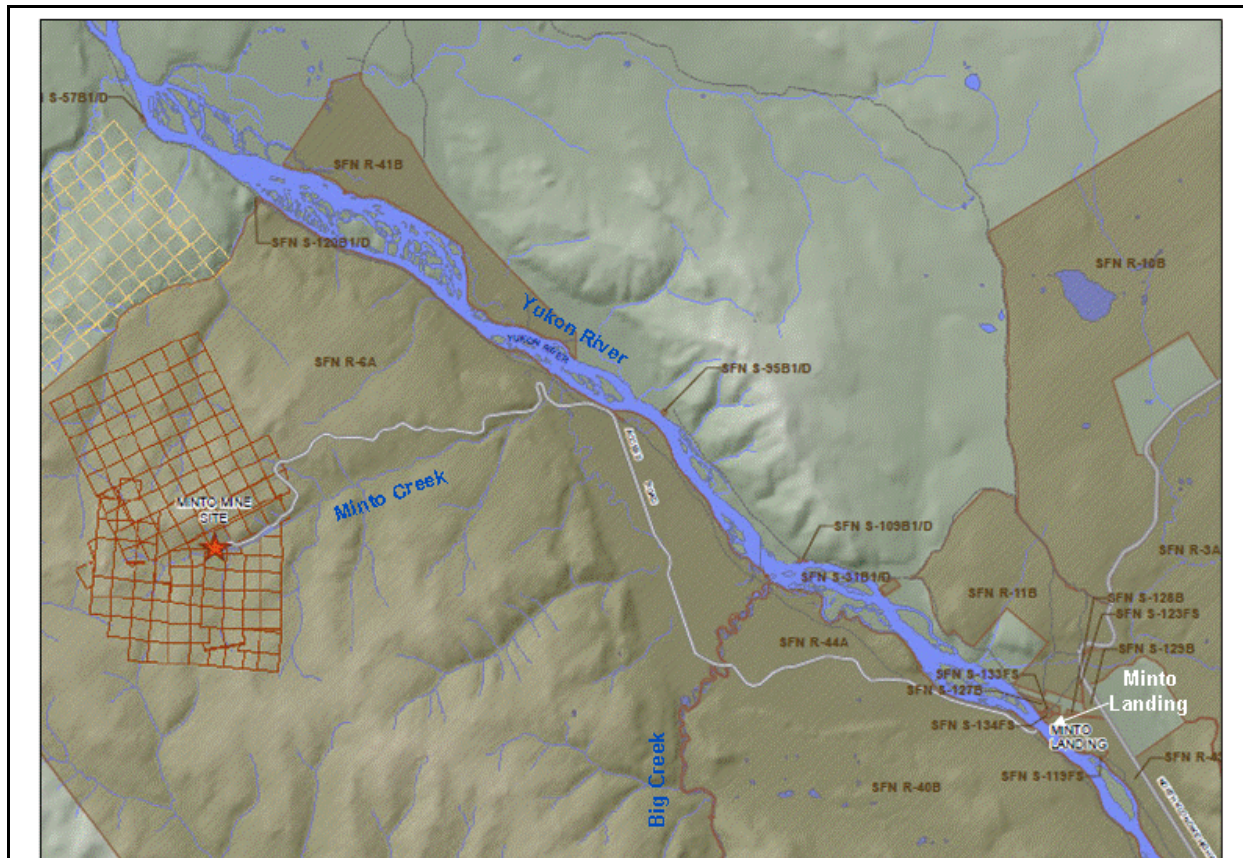 S-57B1/D
SFN R-41B
SFN S-120B1/D
SFN R-10B
Yukon River
YUKON RIVER
SFN R-6A
SFN S-95B1/D
MINTO MINE
SITE
Minto Creek
SFN S-109B1/D
SFN S-31B1/D
SFN R-3A
SFN R-11B
SFN S-128B
SFN S-123FS
SFN R-44A
SFN S-129B
SFN S-133FS
SFN S-127B
Minto
Landing
SFN S-134FS
MINTO
LANDING
SFN S-119FS
Big Creek
SFN R-40B